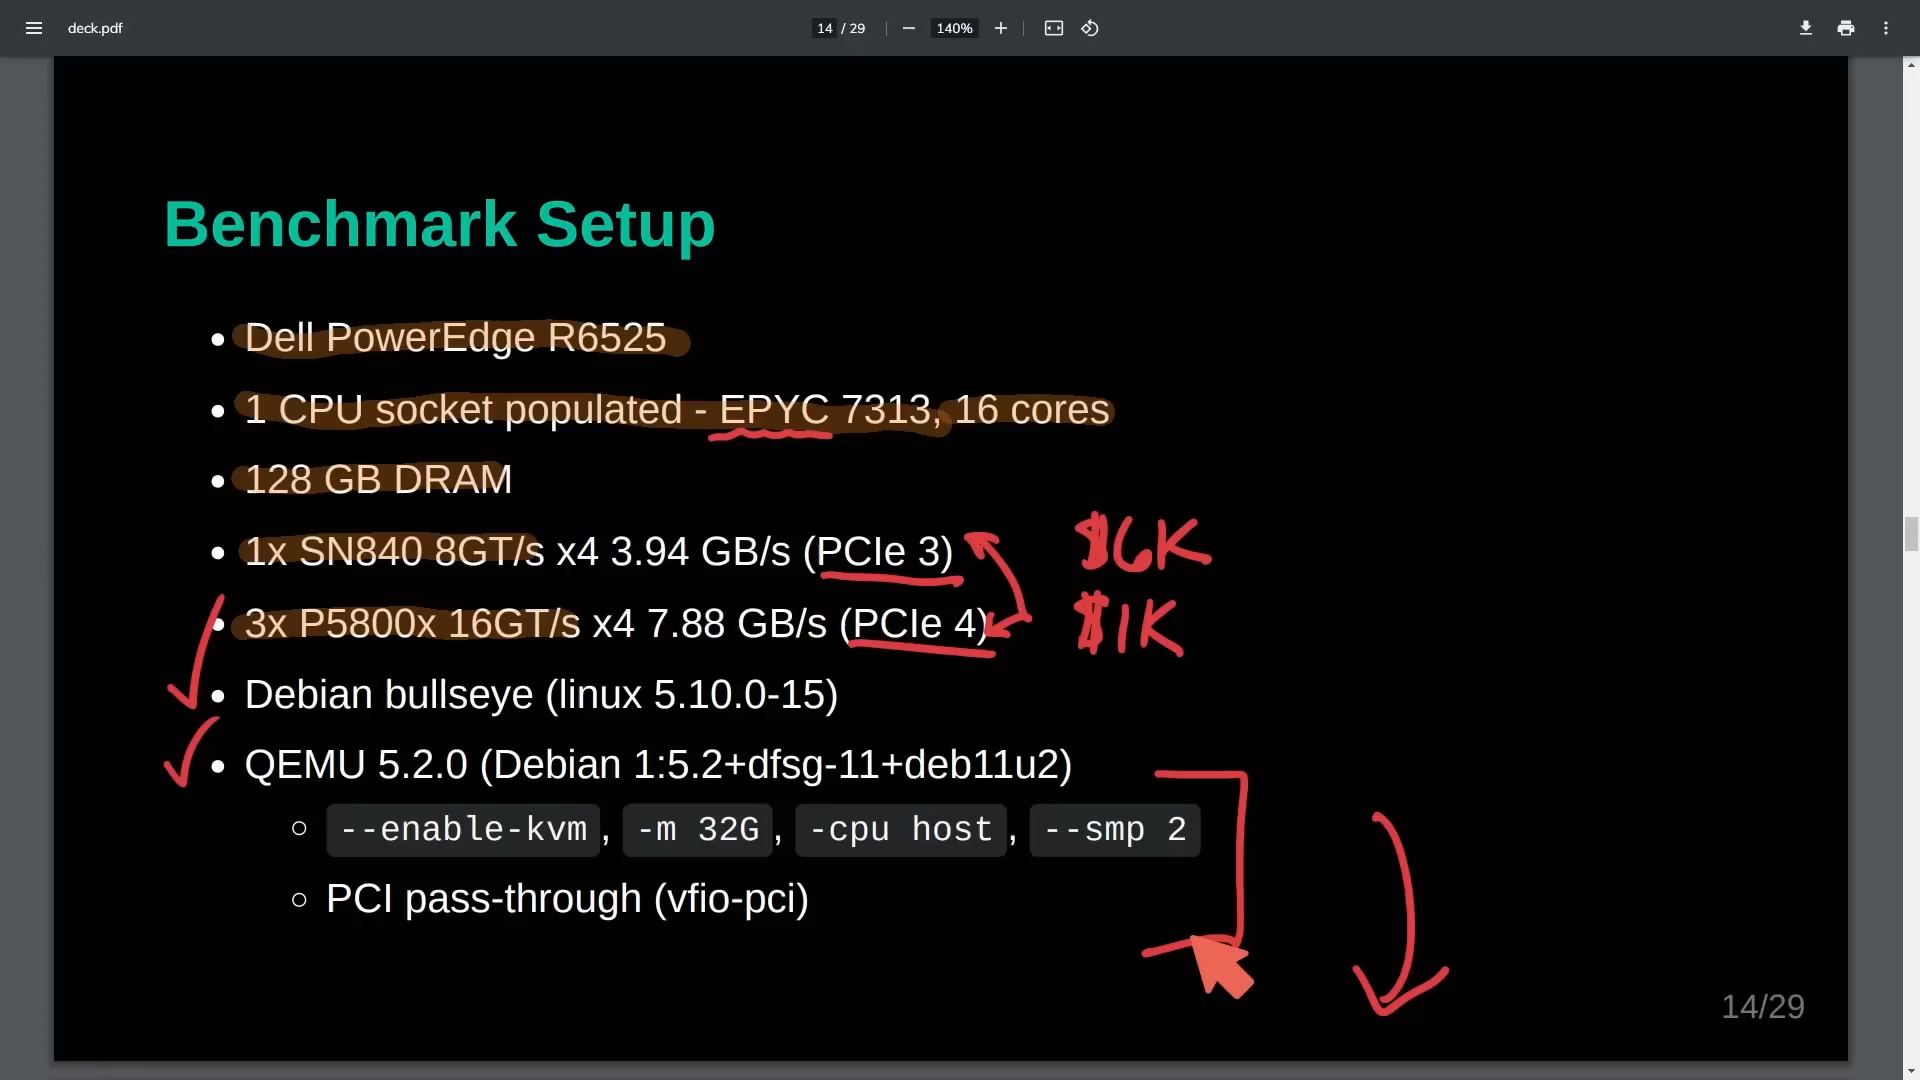 deck.pdf
14 / 29
140%
Benchmark Setup
Dell PowerEdge R6525
1 CPU socket populated - EPYC 7313, 16 cores
128 GB DRAM
1x SN840 8GT/s x4 3.94 GB/s (PCIe 3)
$6K
3x P5800x 16GT/s x4 7.88 GB/s (PCIe 4)
$1K
Debian bullseye (linux 5.10.0-15)
QEMU 5.2.0 (Debian 1:5.2+dfsg-11+deb11u2)
--enable-kvm, -m 32G, -cpu host, --smp 2
PCI pass-through (vfio-pci)
14/29